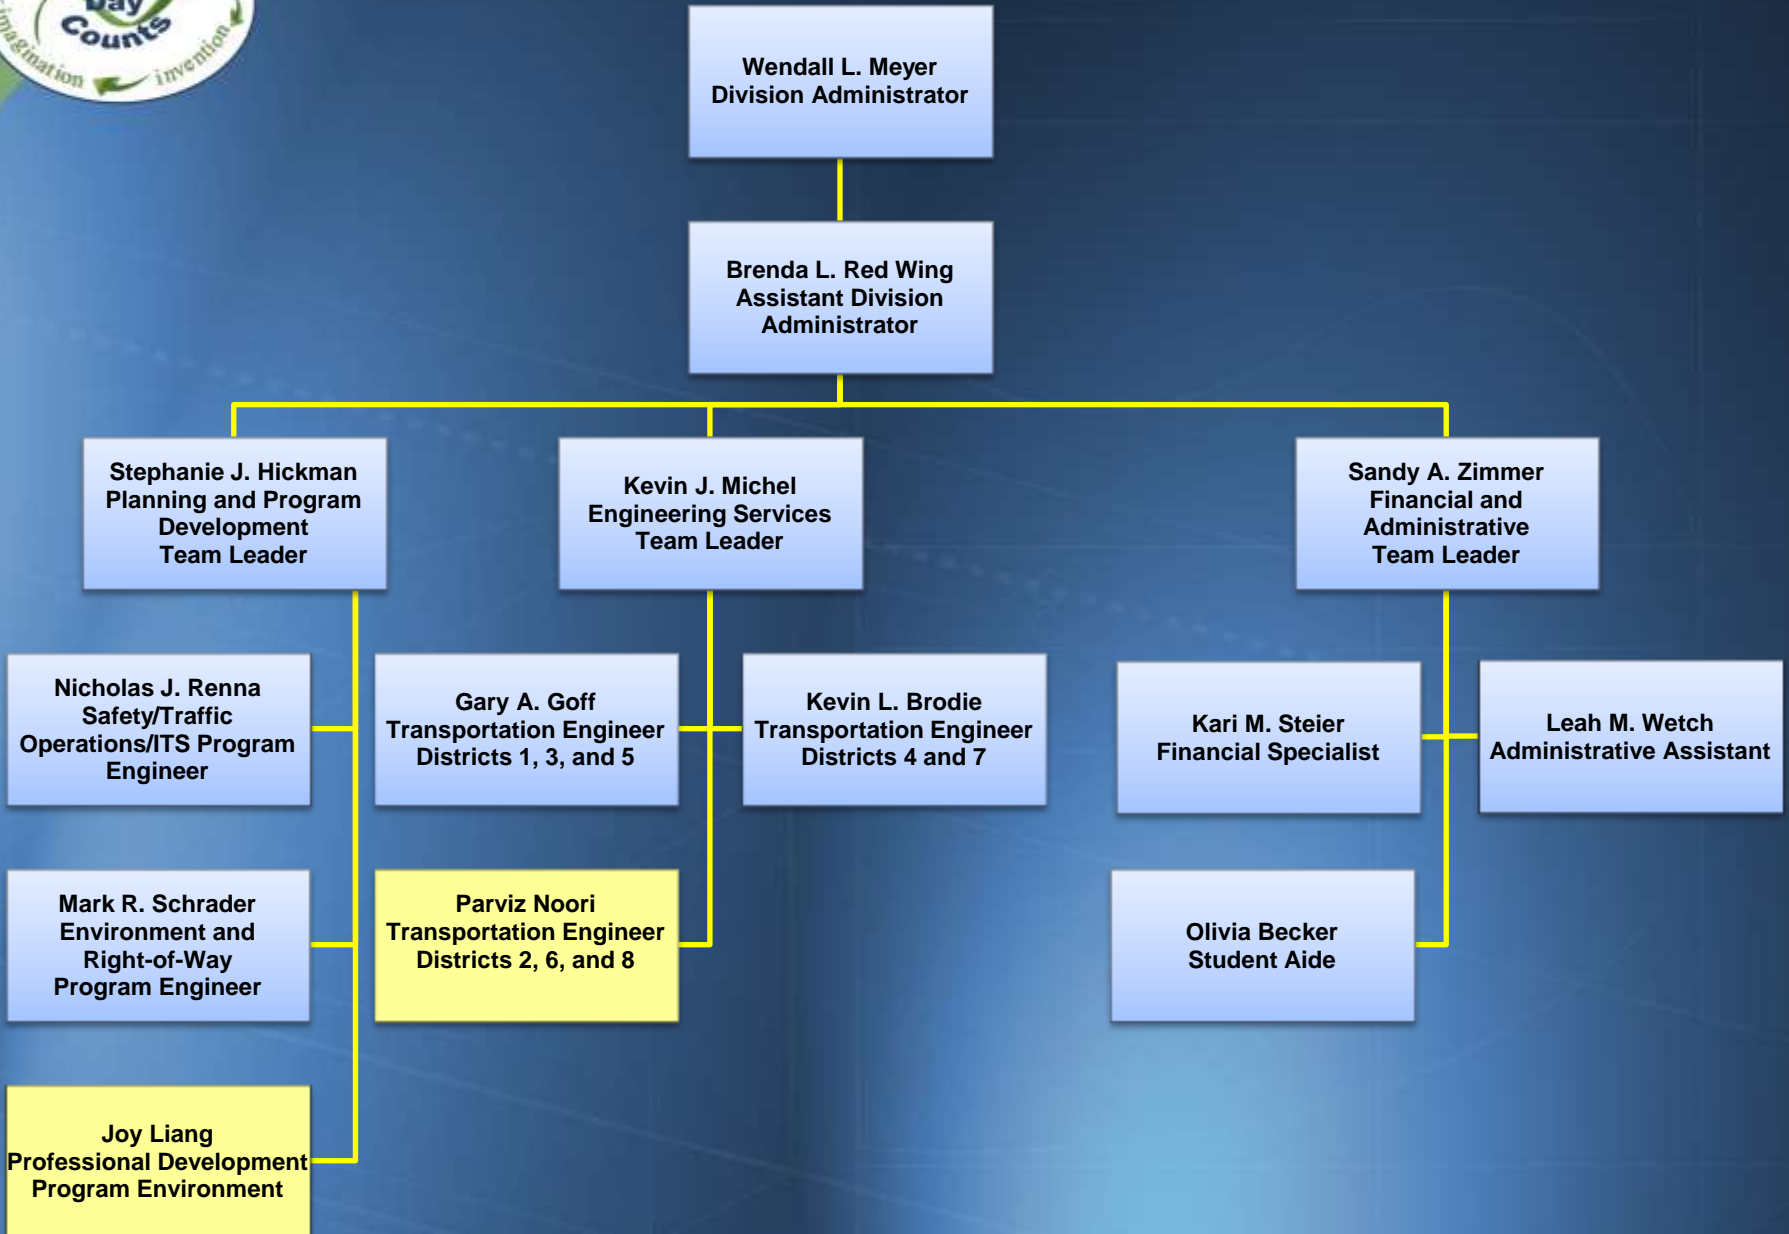 Day
Counts
imagination
invention
Wendall L. Meyer
Division Administrator
Brenda L. Red Wing
Assistant Division
Administrator
Stephanie J. Hickman
Planning and Program
Development
Team Leader
Kevin J. Michel
Engineering Services
Team Leader
Sandy A. Zimmer
Financial and
Administrative
Team Leader
Nicholas J. Renna
Safety/Traffic
Operations/ITS Program
Engineer
Gary A. Goff
Transportation Engineer
Districts 1, 3, and 5
Kevin L. Brodie
Transportation Engineer
Districts 4 and 7
Kari M. Steier
Financial Specialist
Leah M. Wetch
Administrative Assistant
Mark R. Schrader
Environment and
Right-of-Way
Program Engineer
Parviz Noori
Transportation Engineer
Districts 2, 6, and 8
Olivia Becker
Student Aide
Joy Liang
Professional Development
Program Environment